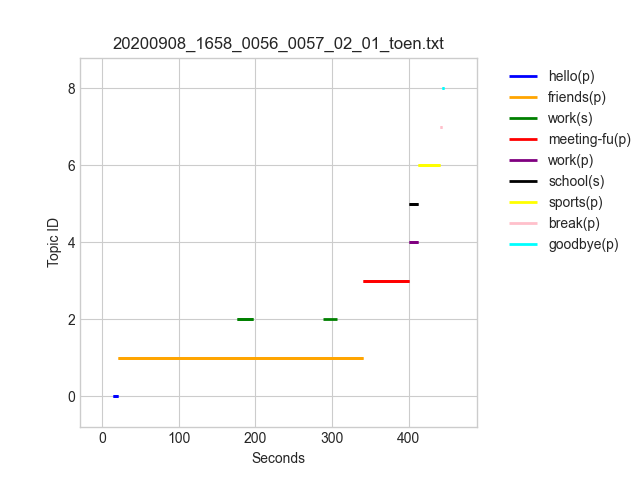 20200908_1658_0056_0057_02_01_toen.txt
hello(p)
friends(p)
work(s)
meeting-fu(p)
work(p)
school(s)
sports(p)
break(p)
goodbye(p)
Topic ID
8
6
4
2
0
0 100 200 300 400
Seconds